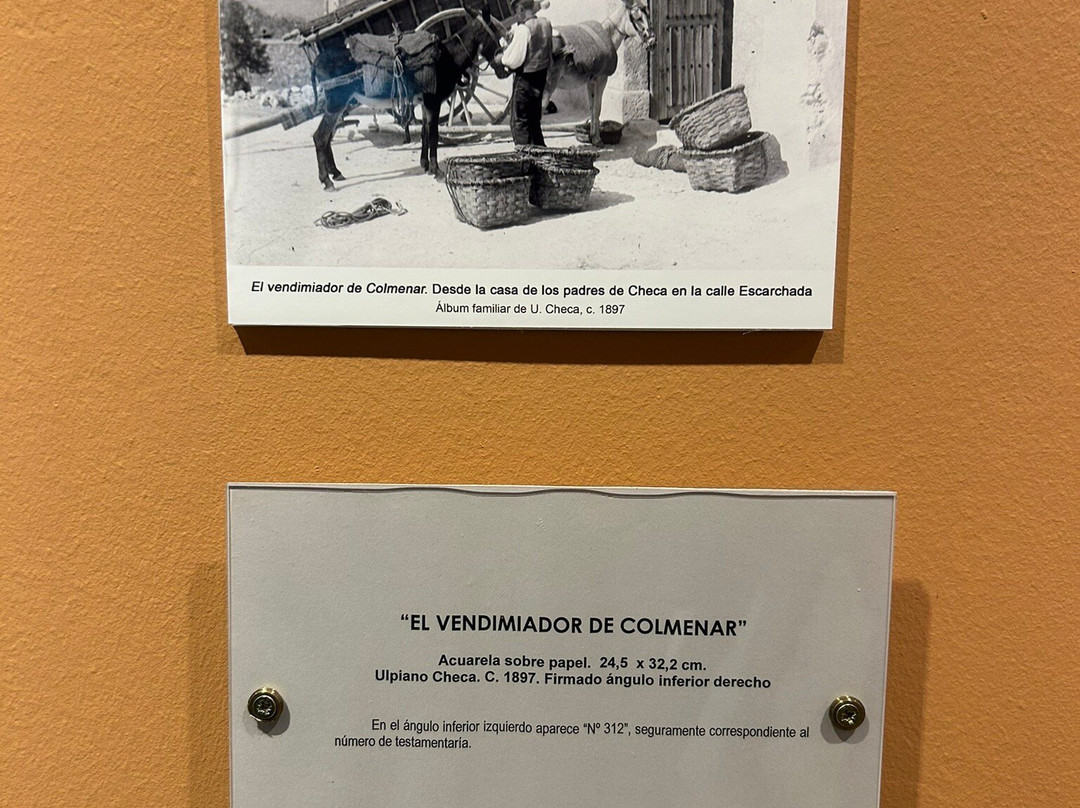 El vendimiador de Colmenar. Desde la casa de los padres de Checa en la calle Escarchada
Álbum familiar de U. Checa, c. 1897
“EL VENDIMIADOR DE COLMENAR”
Acuarela sobre papel. 24,5 x 32,2 cm.
Ulpiano Checa. C. 1897. Firmado ángulo inferior derecho
En el ángulo inferior izquierdo aparece “Nº 312”, seguramente correspondiente al
número de testamentaría.